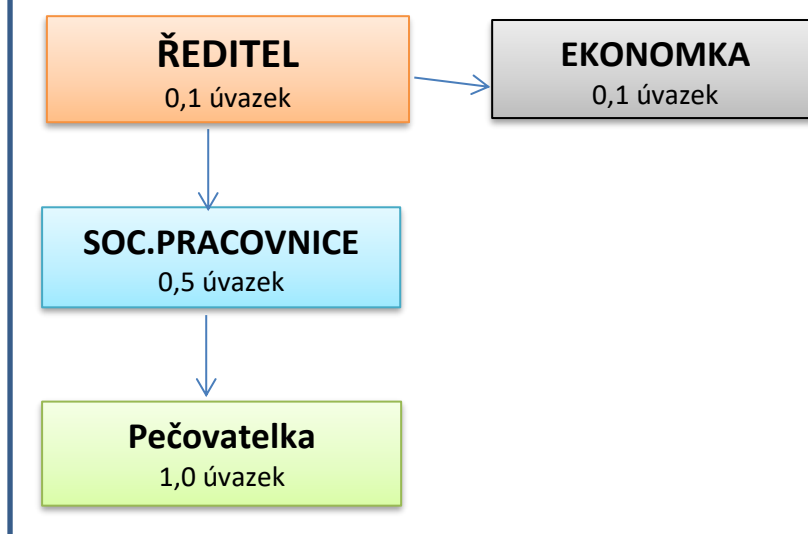 ŘEDITEL
0,1 úvazek
EKONOMKA
0,1 úvazek
SOC.PRACOVNICE
0,5 úvazek
Pečovatelka
1,0 úvazek